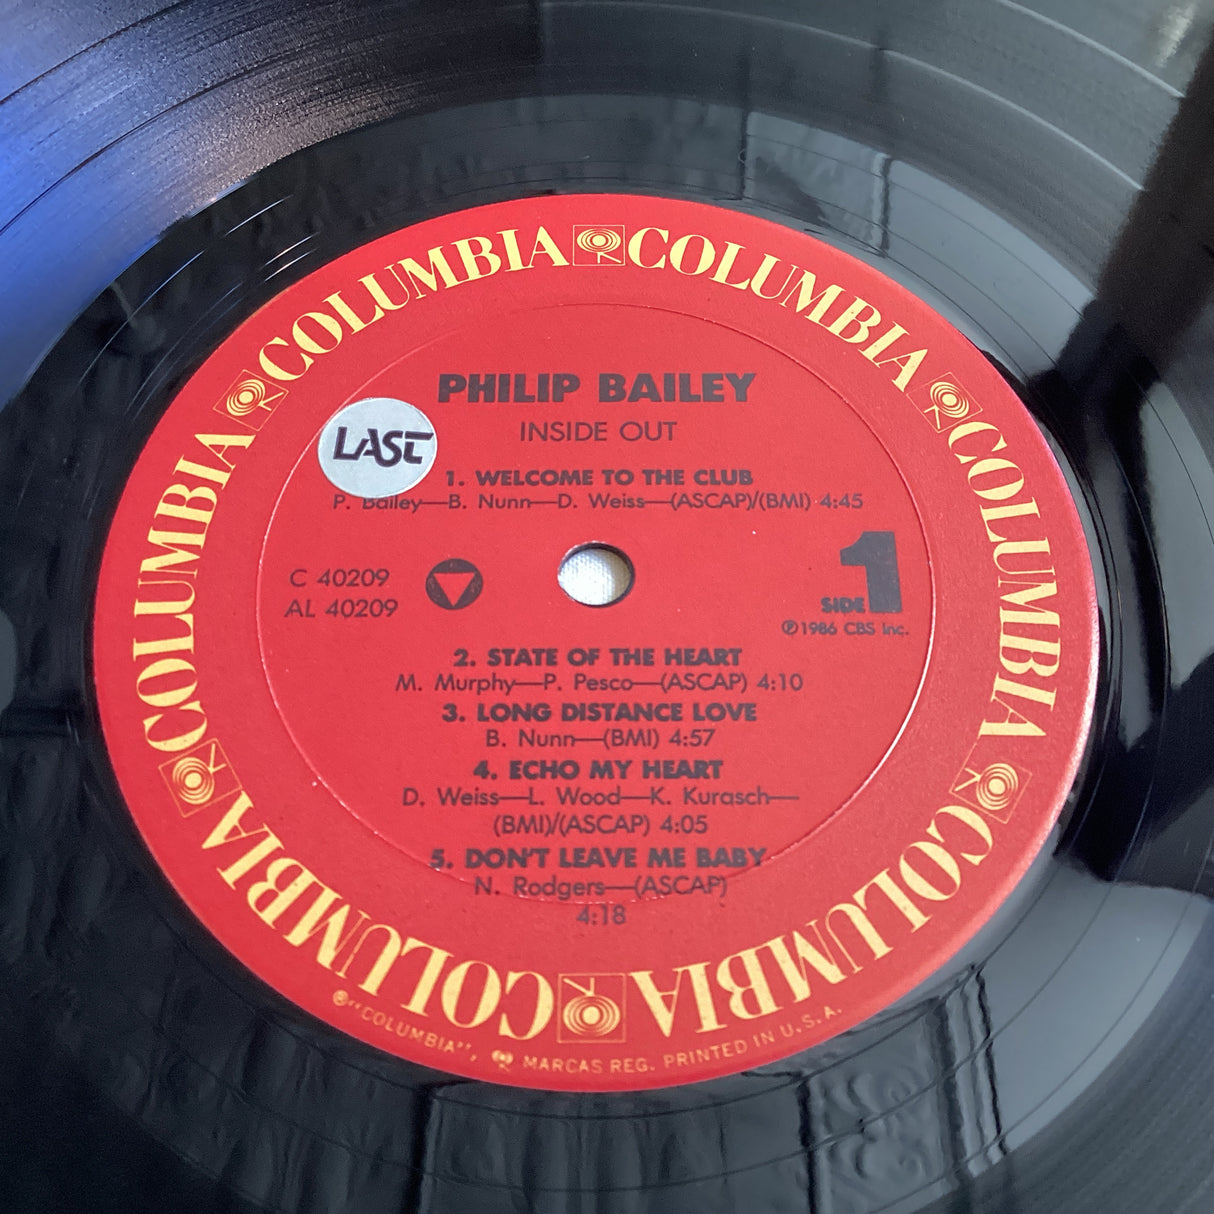 COLUMBIA COLUMBIA COLUMBIA COLUMBIA COLUMBIA COLUMBIA COLUMBIA
PHILIP BAILEY
INSIDE OUT
LAST
1. WELCOME TO THE CLUB
P. Bailey—B. Nunn—D. Weiss—(ASCAP)/(BMI) 4:45
C 40209
AL 40209
1
SIDE
℗1986 CBS Inc.
2. STATE OF THE HEART
M. Murphy—P. Pesco—(ASCAP) 4:10
3. LONG DISTANCE LOVE
B. Nunn—(BMI) 4:57
4. ECHO MY HEART
D. Weiss—L. Wood—K. Kurasch—
(BMI)/(ASCAP) 4:05
5. DON'T LEAVE ME BABY
N. Rodgers—(ASCAP)
4:18
®"COLUMBIA", MARCAS REG. PRINTED IN U.S.A.